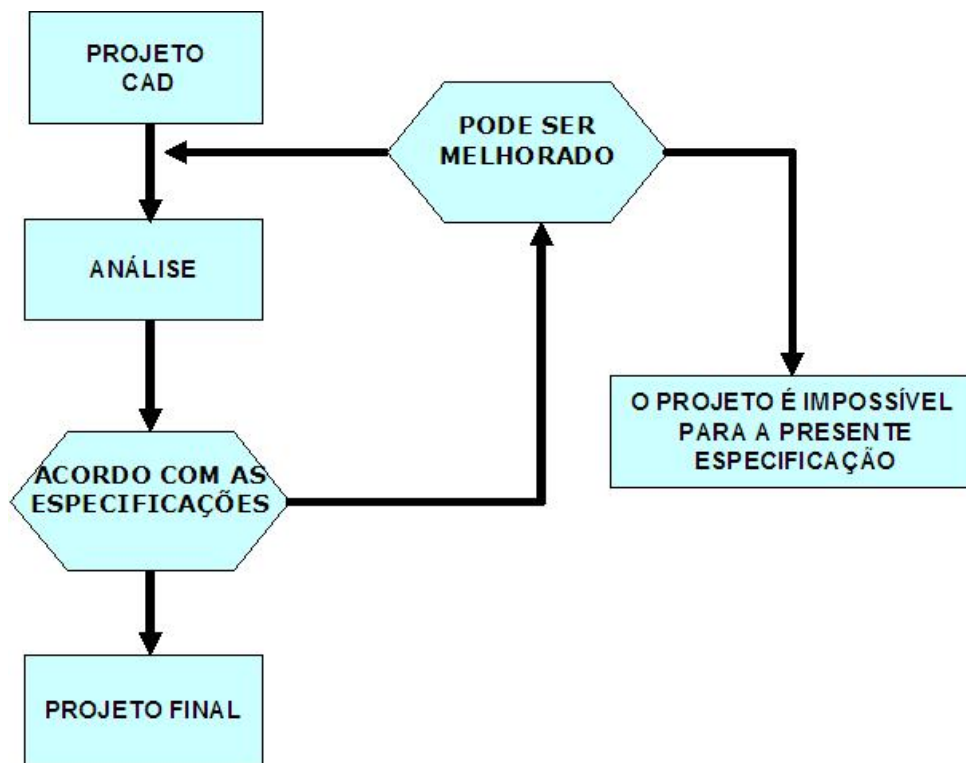 PROJETO
CAD
PODE SER
MELHORADO
ANÁLISE
O PROJETO É IMPOSSÍVEL
PARA A PRESENTE
ESPECIFICAÇÃO
ACORDO COM AS
ESPECIFICAÇÕES
PROJETO FINAL